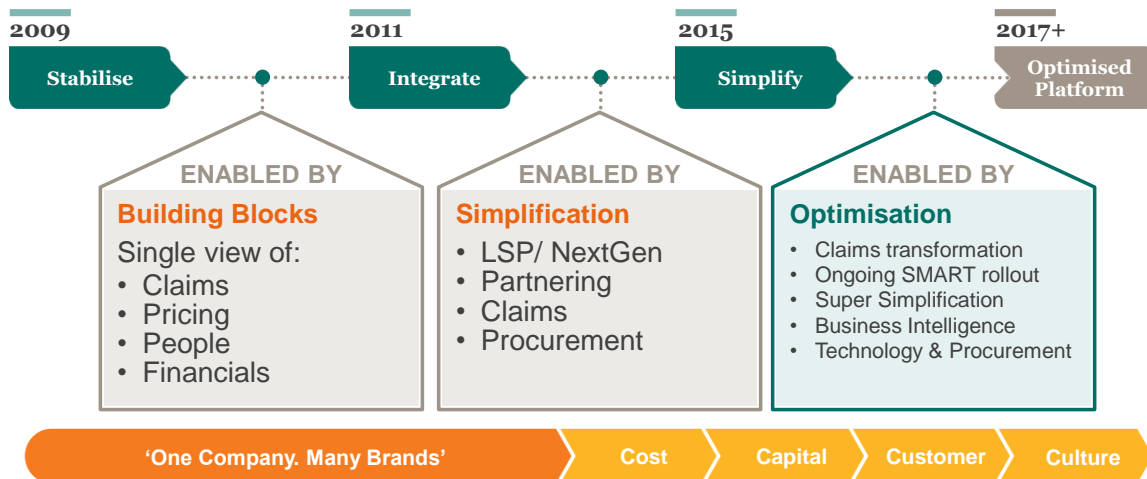 2009
2011
2015
2017+
Stabilise
Integrate
Simplify
Optimised
Platform
ENABLED BY
Building Blocks
Single view of:
• Claims
• Pricing
• People
• Financials
ENABLED BY
Simplification
• LSP/ NextGen
• Partnering
• Claims
• Procurement
ENABLED BY
Optimisation
• Claims transformation
• Ongoing SMART rollout
• Super Simplification
• Business Intelligence
• Technology & Procurement
‘One Company. Many Brands’
Cost
Capital
Customer
Culture